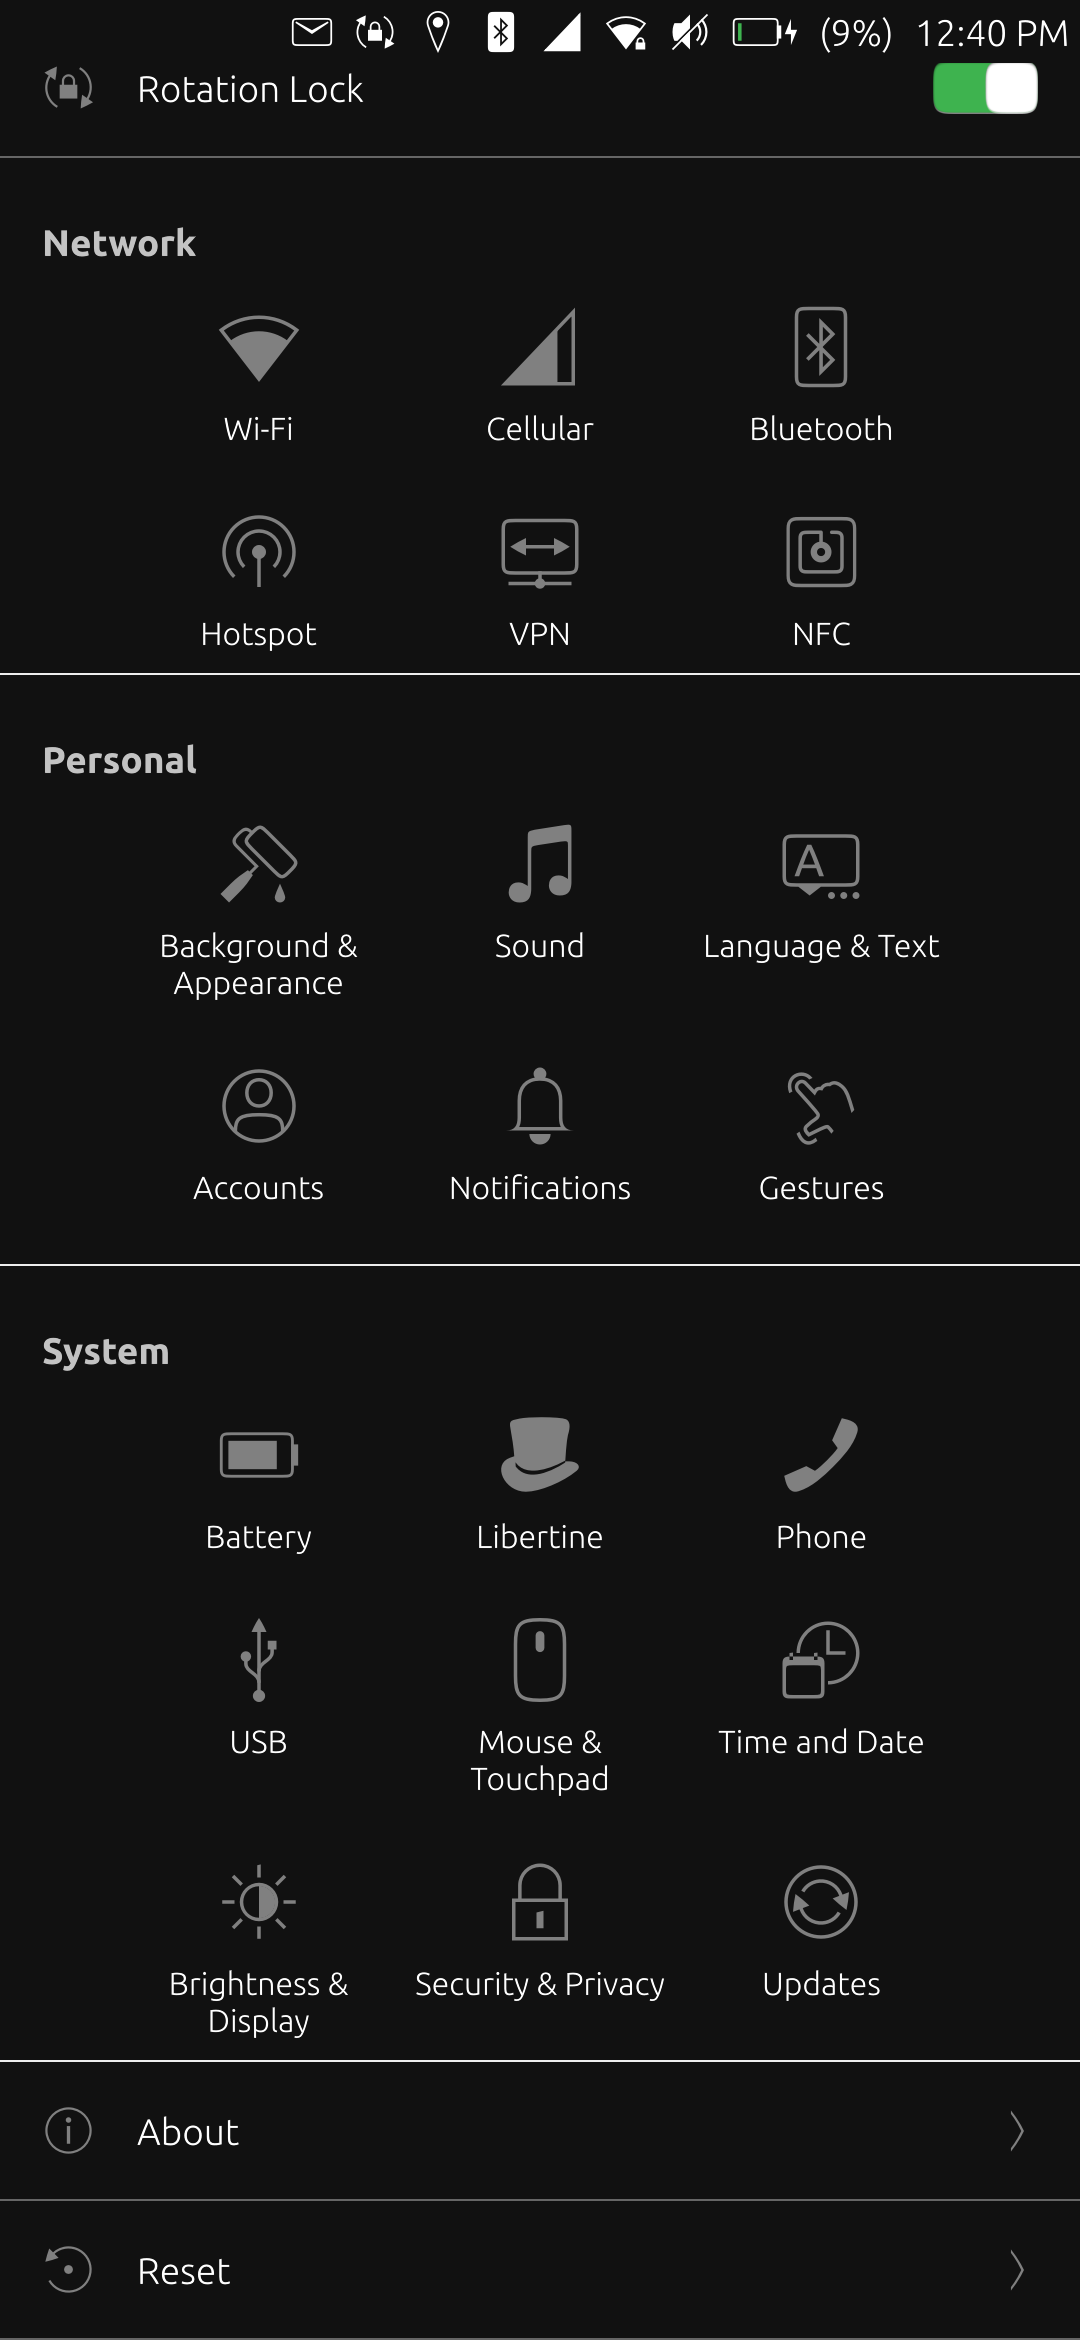 (9%) 12:40 PM
Rotation Lock
Network
Wi-Fi Cellular Bluetooth
Hotspot VPN NFC
Personal
Background & Sound Language & Text
Appearance
Accounts Notifications Gestures
System
Battery Libertine Phone
USB Mouse & Time and Date
Touchpad
Brightness & Security & Privacy Updates
Display
About
Reset